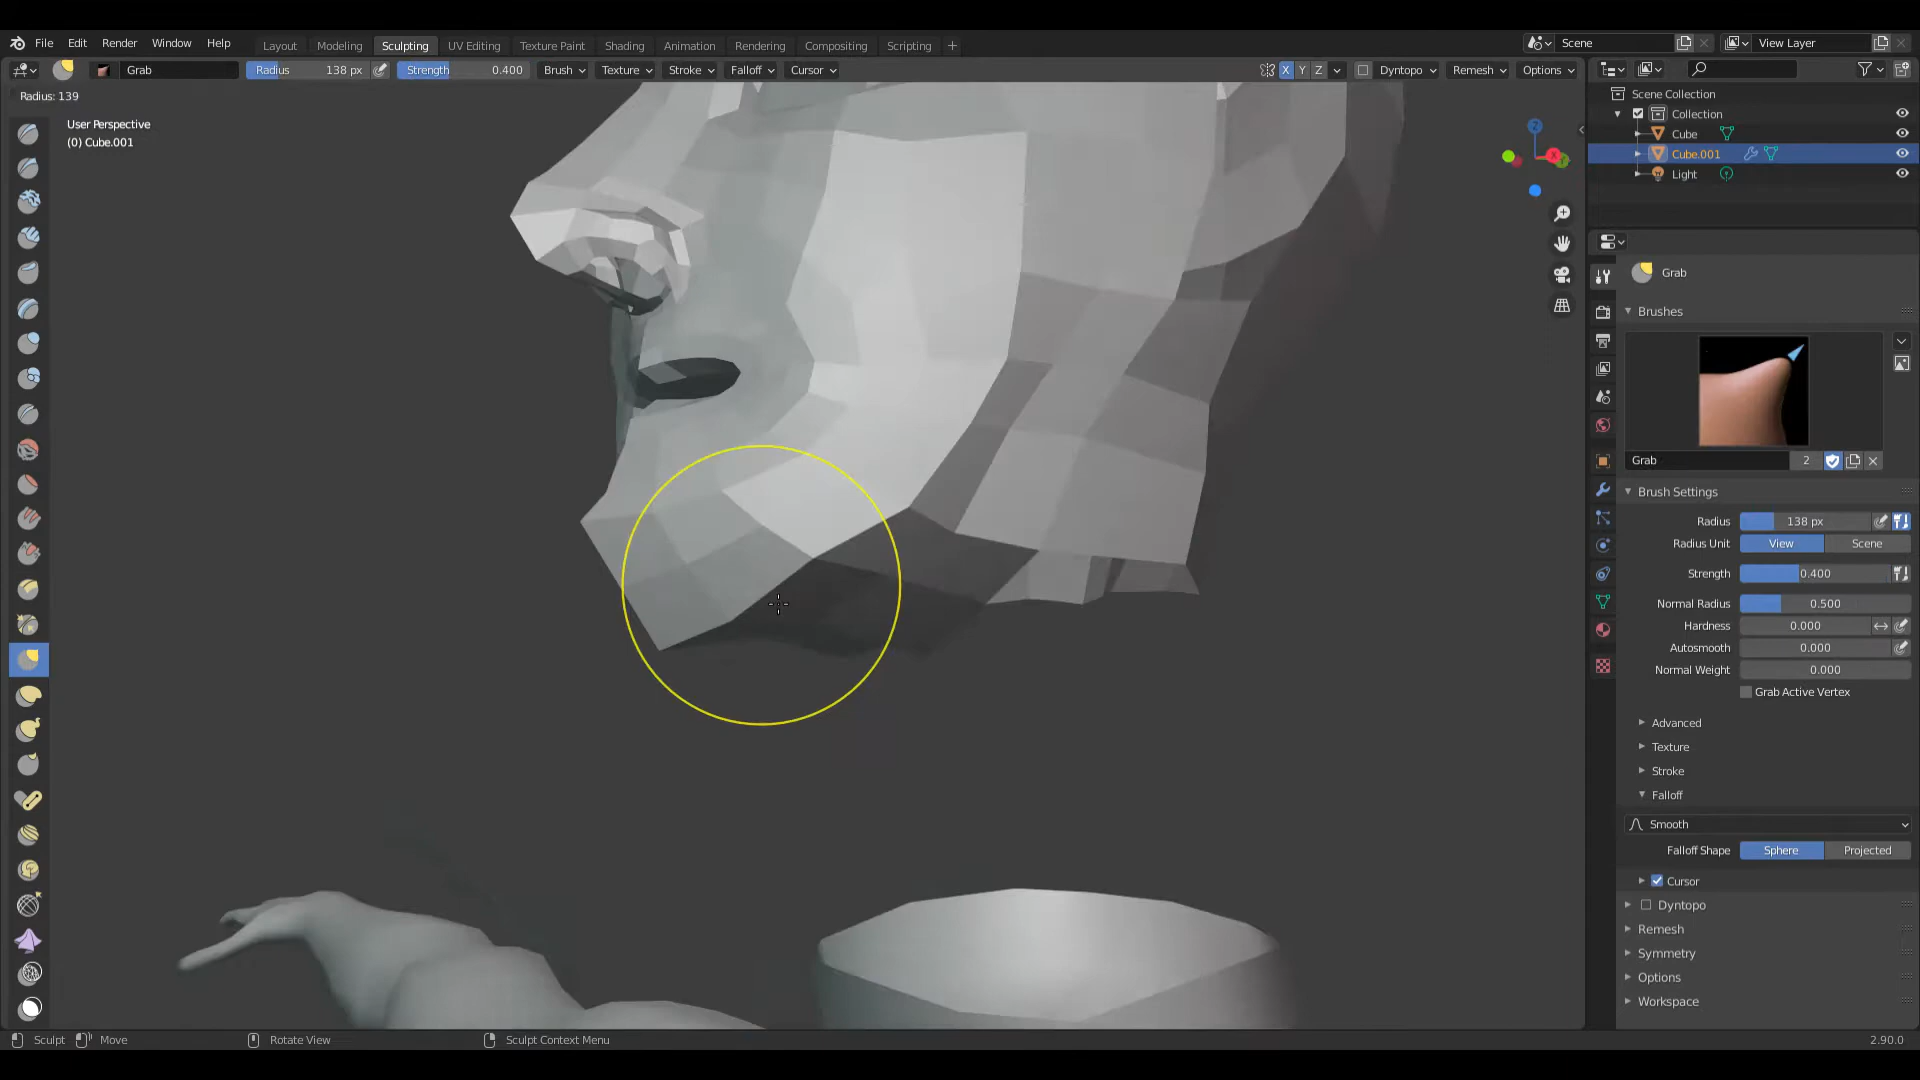 File Edit Render Window Help Layout Modeling Sculpting UV Editing Texture Paint Shading Animation Rendering Compositing Scripting + Scene View Layer
Grab Radius 138 px Strength 0.400 Brush Texture Stroke Falloff Cursor X Y Z Dyntopo Remesh Options
Radius: 139
User Perspective
(0) Cube.001
Z
X
Scene Collection
Collection
Cube
Cube.001
Light
Grab
Brushes
Grab 2
Brush Settings
Radius 138 px
Radius Unit View Scene
Strength 0.400
Normal Radius 0.500
Hardness 0.000
Autosmooth 0.000
Normal Weight 0.000
Grab Active Vertex
Advanced
Texture
Stroke
Falloff
Smooth
Falloff Shape Sphere Projected
Cursor
Dyntopo
Remesh
Symmetry
Options
Workspace
Sculpt Move Rotate View Sculpt Context Menu 2.90.0